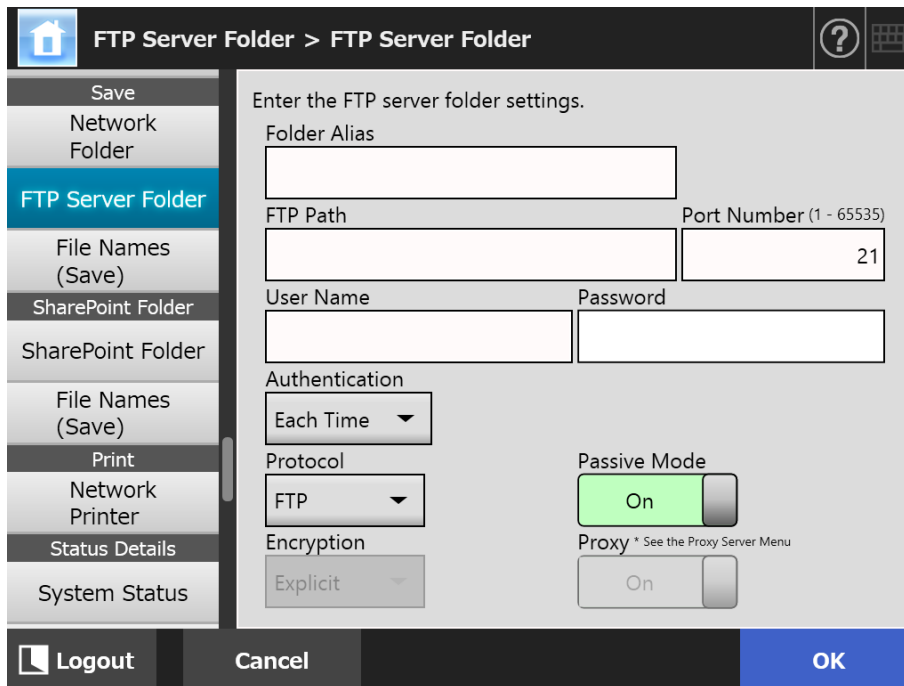 FTP Server Folder > FTP Server Folder
?
Save
Network
Folder
FTP Server Folder
File Names
(Save)
SharePoint Folder
SharePoint Folder
File Names
(Save)
Print
Network
Printer
Status Details
System Status
Enter the FTP server folder settings.
Folder Alias
FTP Path
Port Number (1 - 65535)
21
User Name
Password
Authentication
Each Time
Protocol
Passive Mode
FTP
On
Encryption
Proxy * See the Proxy Server Menu
Explicit
On
Logout
Cancel
OK